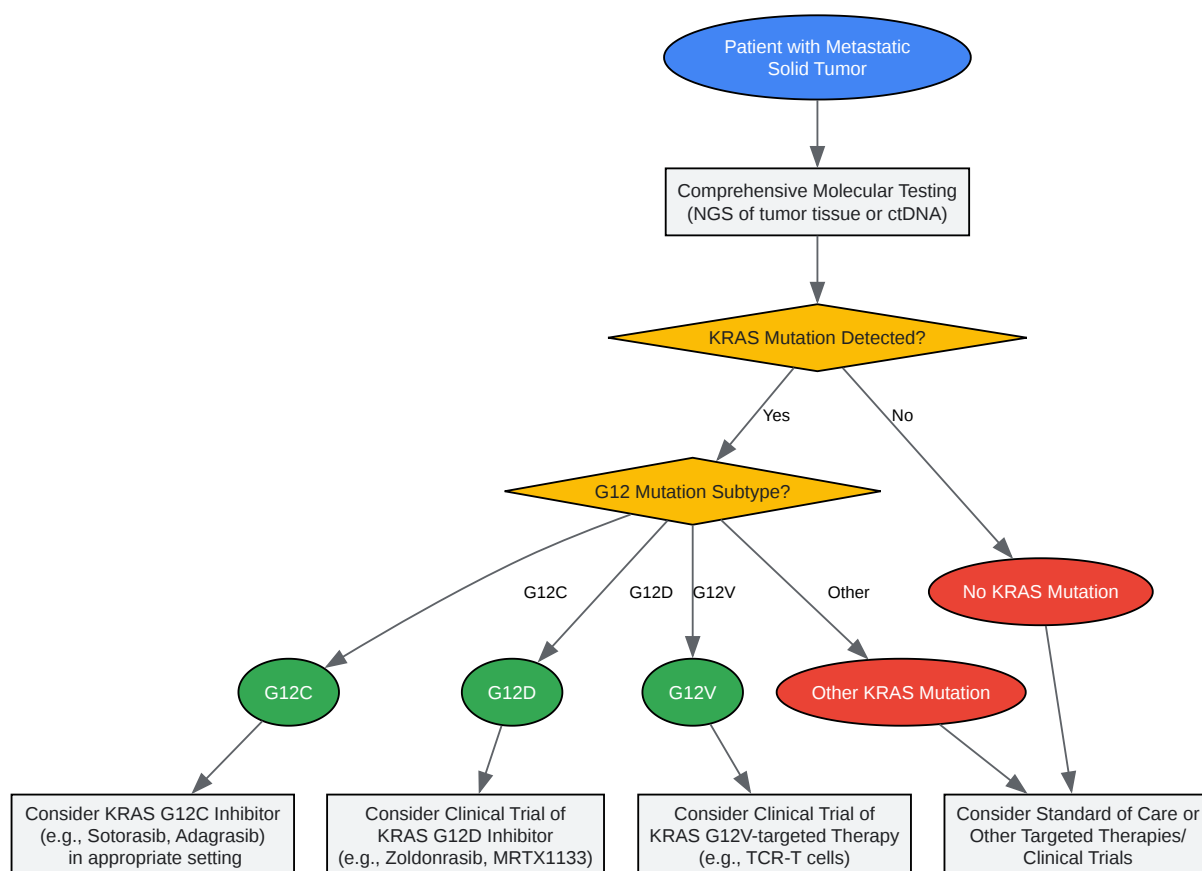 Patient with Metastatic
Solid Tumor
Comprehensive Molecular Testing
(NGS of tumor tissue or ctDNA)
KRAS Mutation Detected?
Yes
No
G12 Mutation Subtype?
G12C
G12D
G12V
Other
No KRAS Mutation
G12C
G12D
G12V
Other KRAS Mutation
Consider KRAS G12C Inhibitor
(e.g., Sotorasib, Adagrasib)
in appropriate setting
Consider Clinical Trial of
KRAS G12D Inhibitor
(e.g., Zoldonrasib, MRTX1133)
Consider Clinical Trial of
KRAS G12V-targeted Therapy
(e.g., TCR-T cells)
Consider Standard of Care or
Other Targeted Therapies/
Clinical Trials